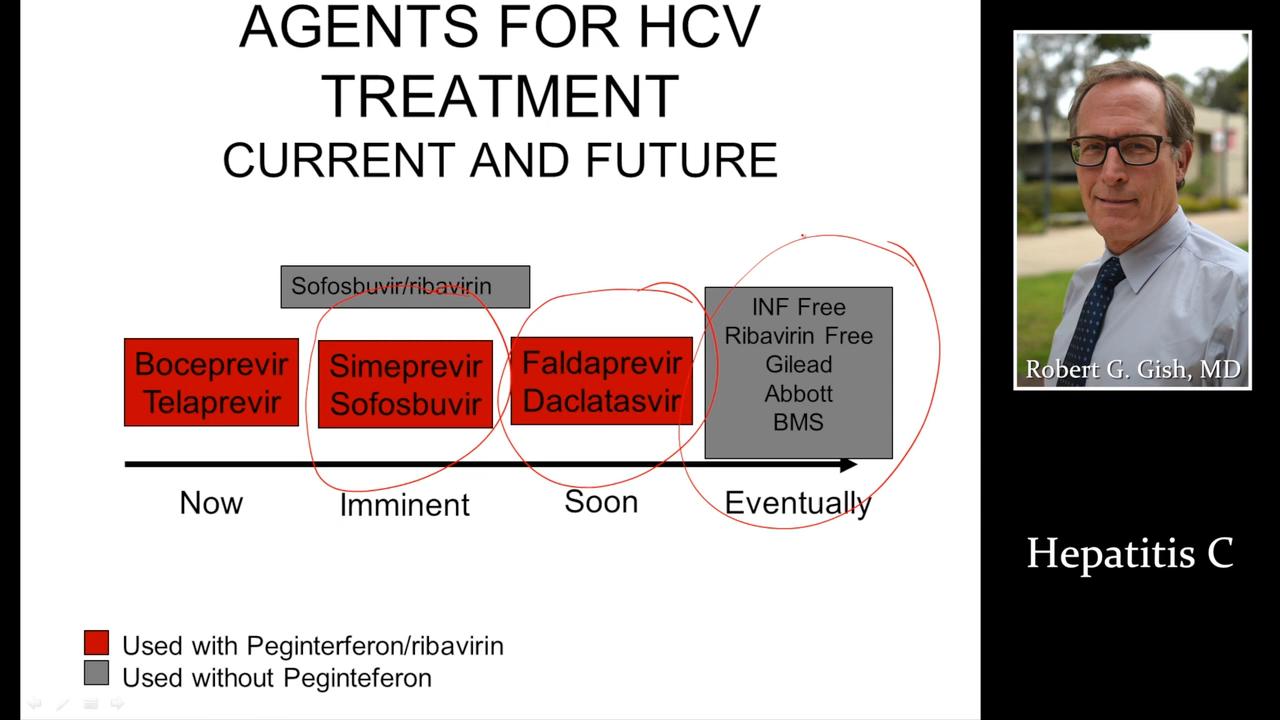 AGENTS FOR HCV
TREATMENT
CURRENT AND FUTURE
Sofosbuvir/ribavirin
Boceprevir
Telaprevir
Simeprevir
Sofosbuvir
Faldaprevir
Daclatasvir
INF Free
Ribavirin Free
Gilead
Abbott
BMS
Now
Imminent
Soon
Eventually
Used with Peginterferon/ribavirin
Used without Peginteferon
Robert G. Gish, MD
Hepatitis C